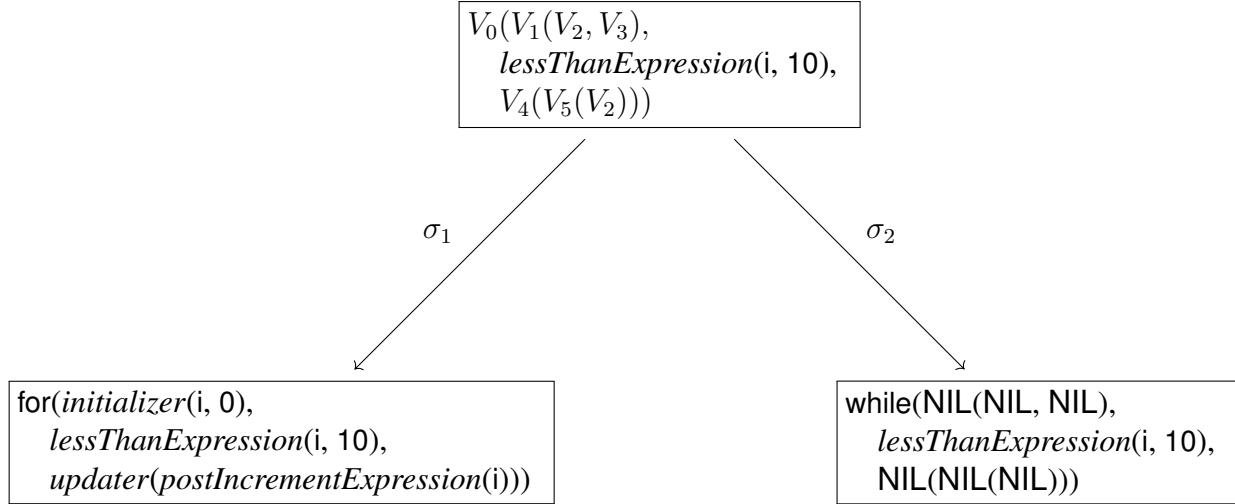 V₀(V₁(V₂, V₃),
lessThanExpression(i, 10),
V₄(V₅(V₂)))
σ₁
σ₂
for(initializer(i, 0),
lessThanExpression(i, 10),
updater(postIncrementExpression(i)))
while(NIL(NIL, NIL),
lessThanExpression(i, 10),
NIL(NIL(NIL)))